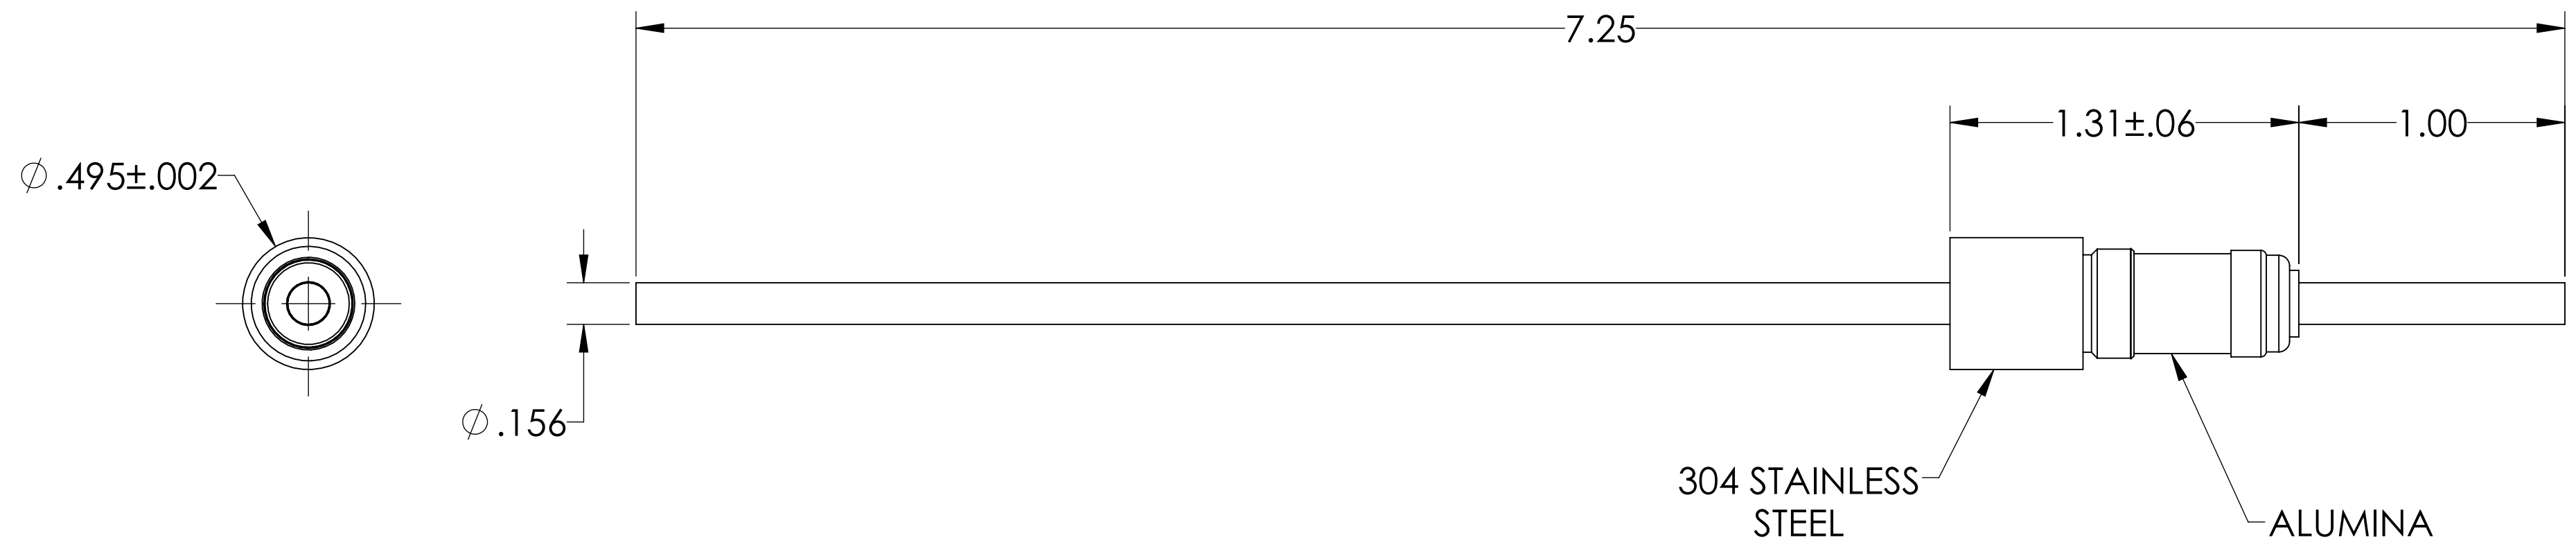 7.25
1.31±.06
1.00
∅ .495±.002
∅ .156
304 STAINLESS
STEEL
ALUMINA